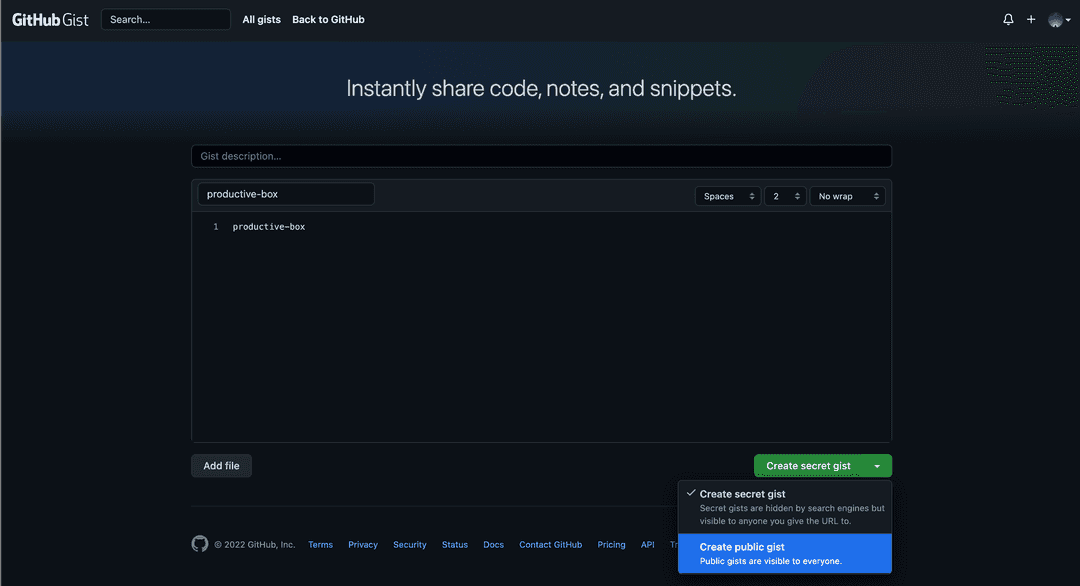 GitHub Gist Search... All gists Back to GitHub
Instantly share code, notes, and snippets.
Gist description...
productive-box Spaces 2 No wrap
1 productive-box
Add file Create secret gist
Create secret gist
Secret gists are hidden by search engines but
visible to anyone you give the URL to.
Create public gist
Public gists are visible to everyone.
© 2022 GitHub, Inc. Terms Privacy Security Status Docs Contact GitHub Pricing API